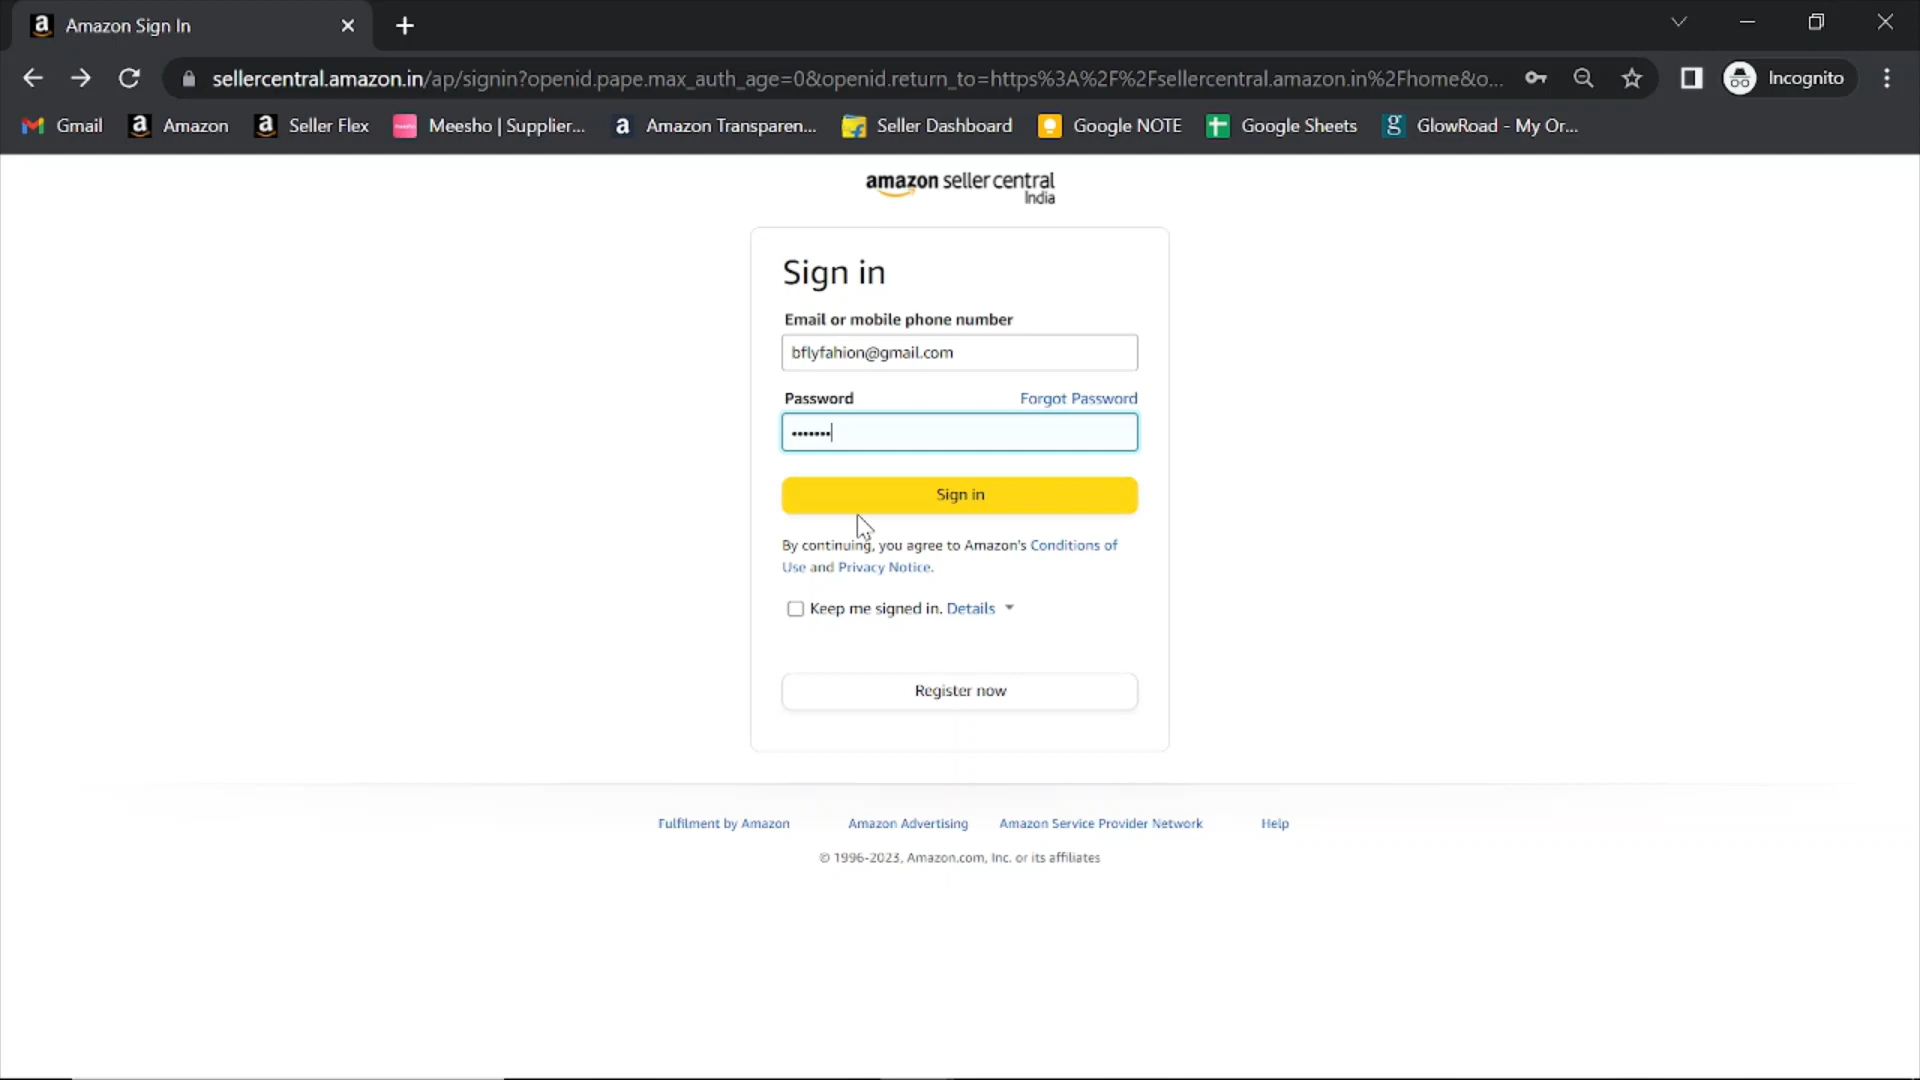 Amazon Sign In
sellercentral.amazon.in/ap/signin?openid.pape.max_auth_age=0&openid.return_to=https%3A%2F%2Fsellercentral.amazon.in%2Fhome&o...
Incognito
Gmail Amazon Seller Flex Meesho | Supplier... Amazon Transparen... Seller Dashboard Google NOTE Google Sheets GlowRoad - My Or...
amazon seller central
India
Sign in
Email or mobile phone number
bflyfahion@gmail.com
Password Forgot Password
Sign in
By continuing, you agree to Amazon's Conditions of
Use and Privacy Notice.
Keep me signed in. Details
Register now
Fulfilment by Amazon Amazon Advertising Amazon Service Provider Network Help
© 1996-2023, Amazon.com, Inc. or its affiliates